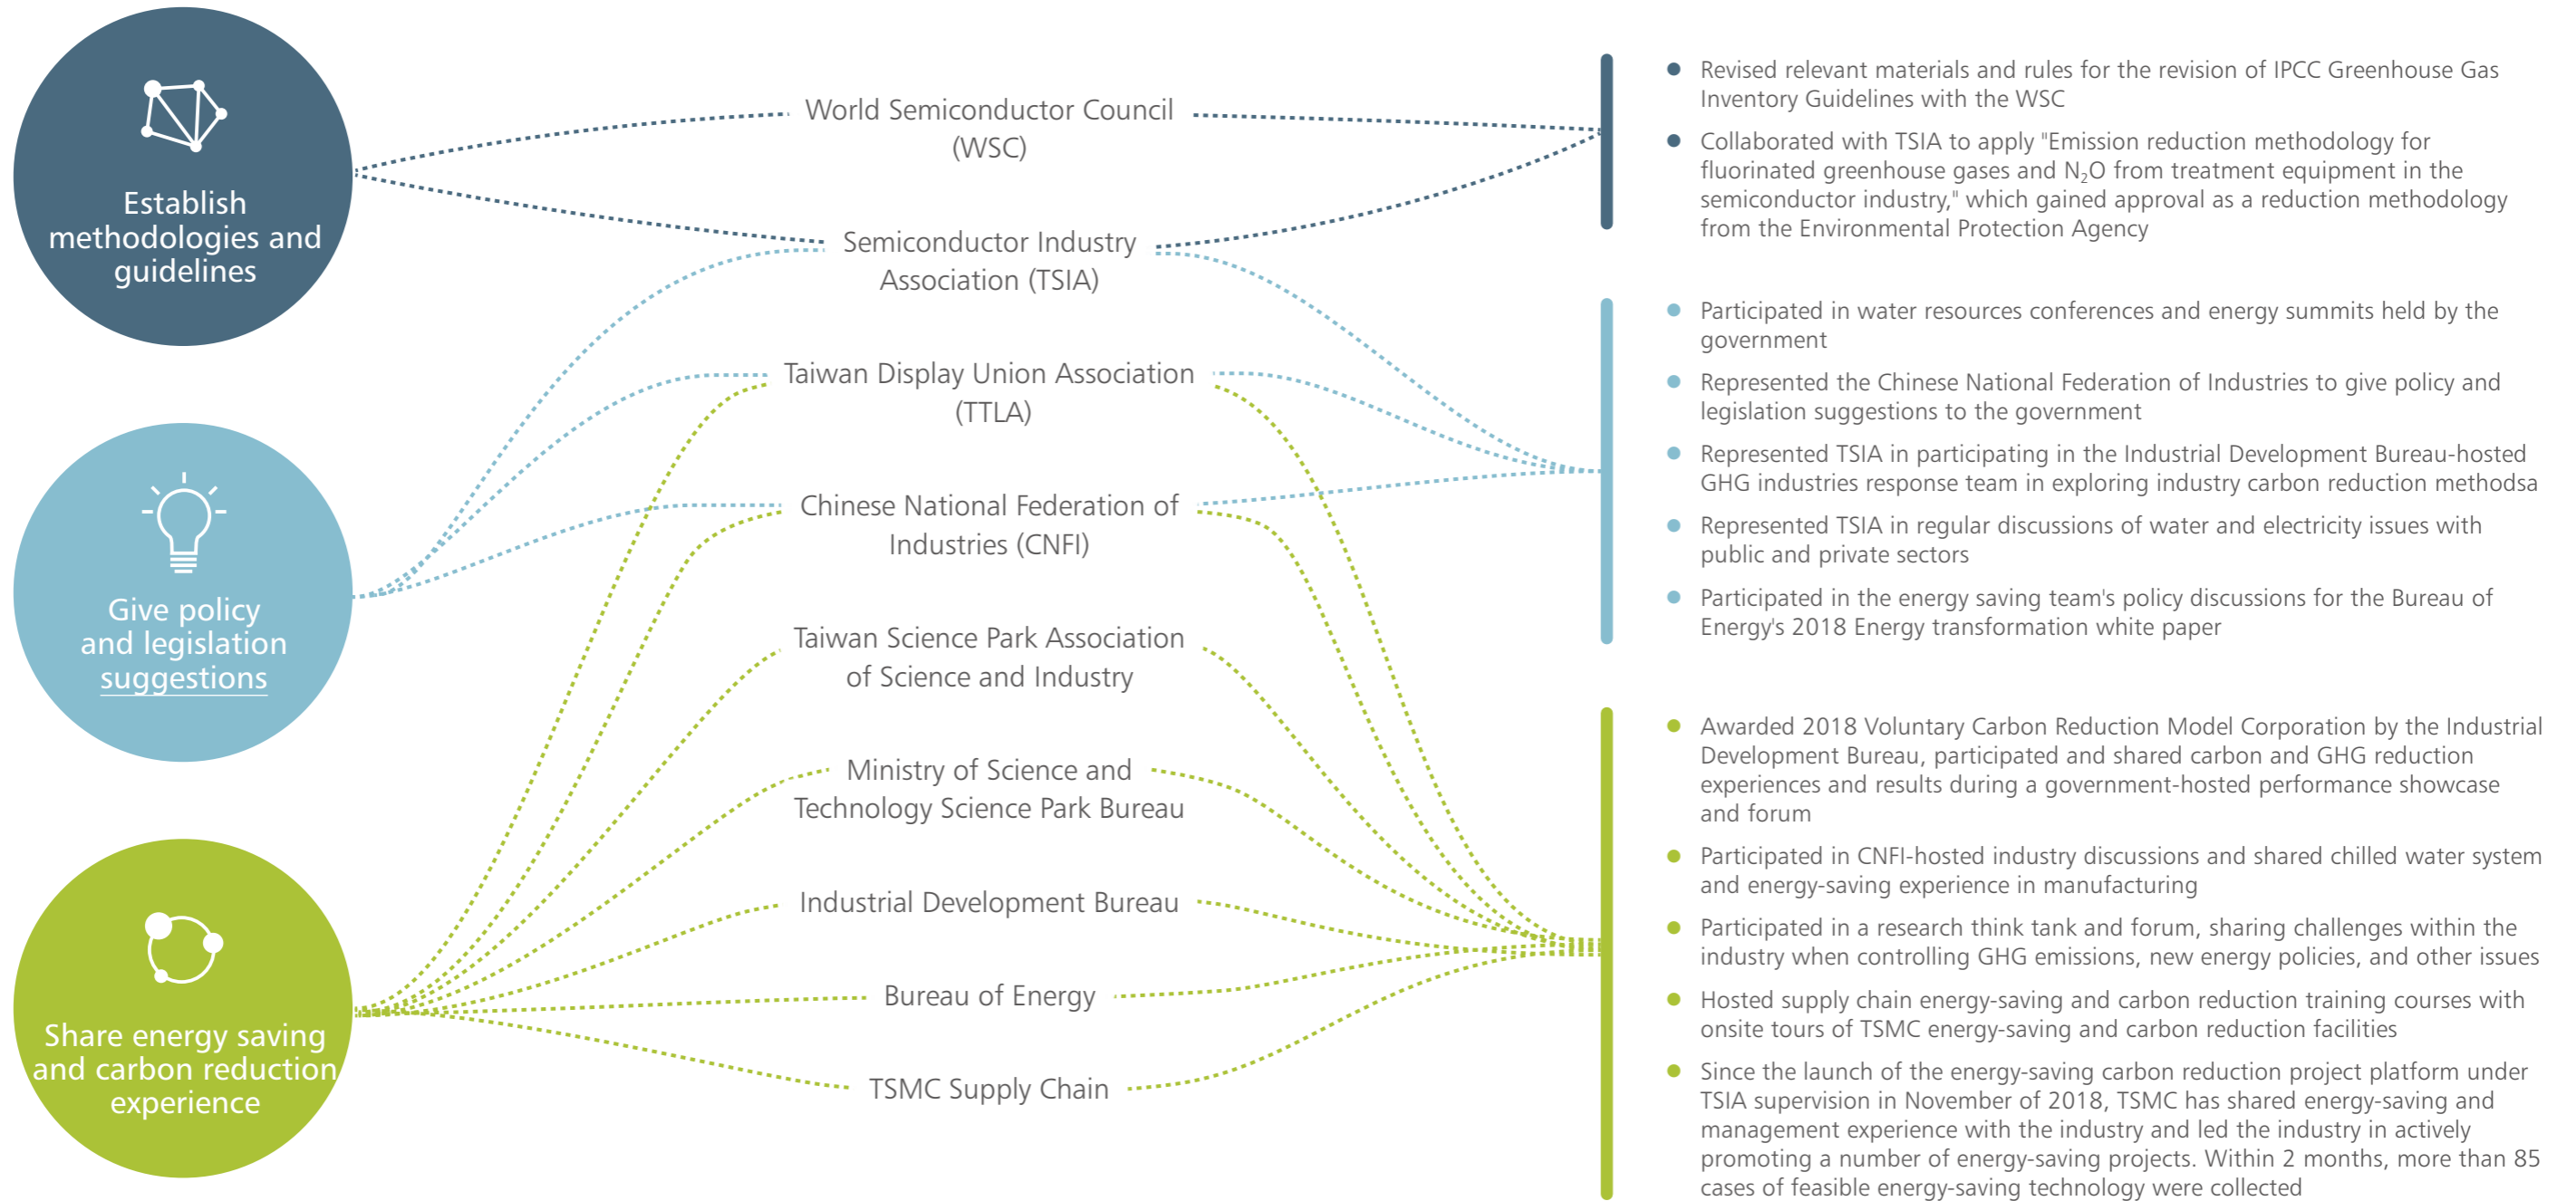 Establish
methodologies and
guidelines
Give policy
and legislation
suggestions
Share energy saving
and carbon reduction
experience
World Semiconductor Council
(WSC)
Semiconductor Industry
Association (TSIA)
Taiwan Display Union Association
(TTLA)
Chinese National Federation of
Industries (CNFI)
Taiwan Science Park Association
of Science and Industry
Ministry of Science and
Technology Science Park Bureau
Industrial Development Bureau
Bureau of Energy
TSMC Supply Chain
Revised relevant materials and rules for the revision of IPCC Greenhouse Gas
Inventory Guidelines with the WSC
Collaborated with TSIA to apply "Emission reduction methodology for
fluorinated greenhouse gases and N₂O from treatment equipment in the
semiconductor industry," which gained approval as a reduction methodology
from the Environmental Protection Agency
Participated in water resources conferences and energy summits held by the
government
Represented the Chinese National Federation of Industries to give policy and
legislation suggestions to the government
Represented TSIA in participating in the Industrial Development Bureau-hosted
GHG industries response team in exploring industry carbon reduction methodsa
Represented TSIA in regular discussions of water and electricity issues with
public and private sectors
Participated in the energy saving team's policy discussions for the Bureau of
Energy's 2018 Energy transformation white paper
Awarded 2018 Voluntary Carbon Reduction Model Corporation by the Industrial
Development Bureau, participated and shared carbon and GHG reduction
experiences and results during a government-hosted performance showcase
and forum
Participated in CNFI-hosted industry discussions and shared chilled water system
and energy-saving experience in manufacturing
Participated in a research think tank and forum, sharing challenges within the
industry when controlling GHG emissions, new energy policies, and other issues
Hosted supply chain energy-saving and carbon reduction training courses with
onsite tours of TSMC energy-saving and carbon reduction facilities
Since the launch of the energy-saving carbon reduction project platform under
TSIA supervision in November of 2018, TSMC has shared energy-saving and
management experience with the industry and led the industry in actively
promoting a number of energy-saving projects. Within 2 months, more than 85
cases of feasible energy-saving technology were collected